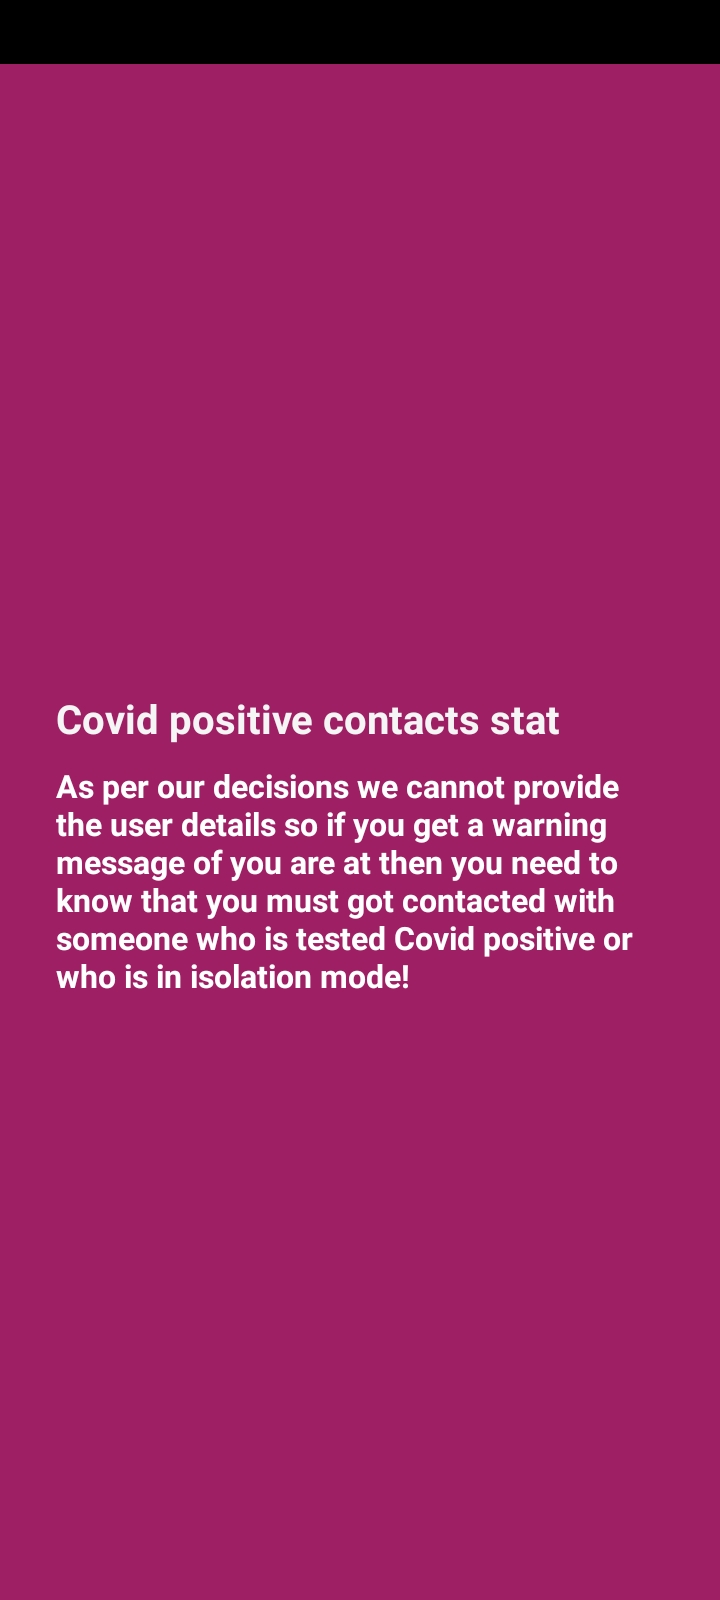 Covid positive contacts stat
As per our decisions we cannot provide
the user details so if you get a warning
message of you are at then you need to
know that you must got contacted with
someone who is tested Covid positive or
who is in isolation mode!